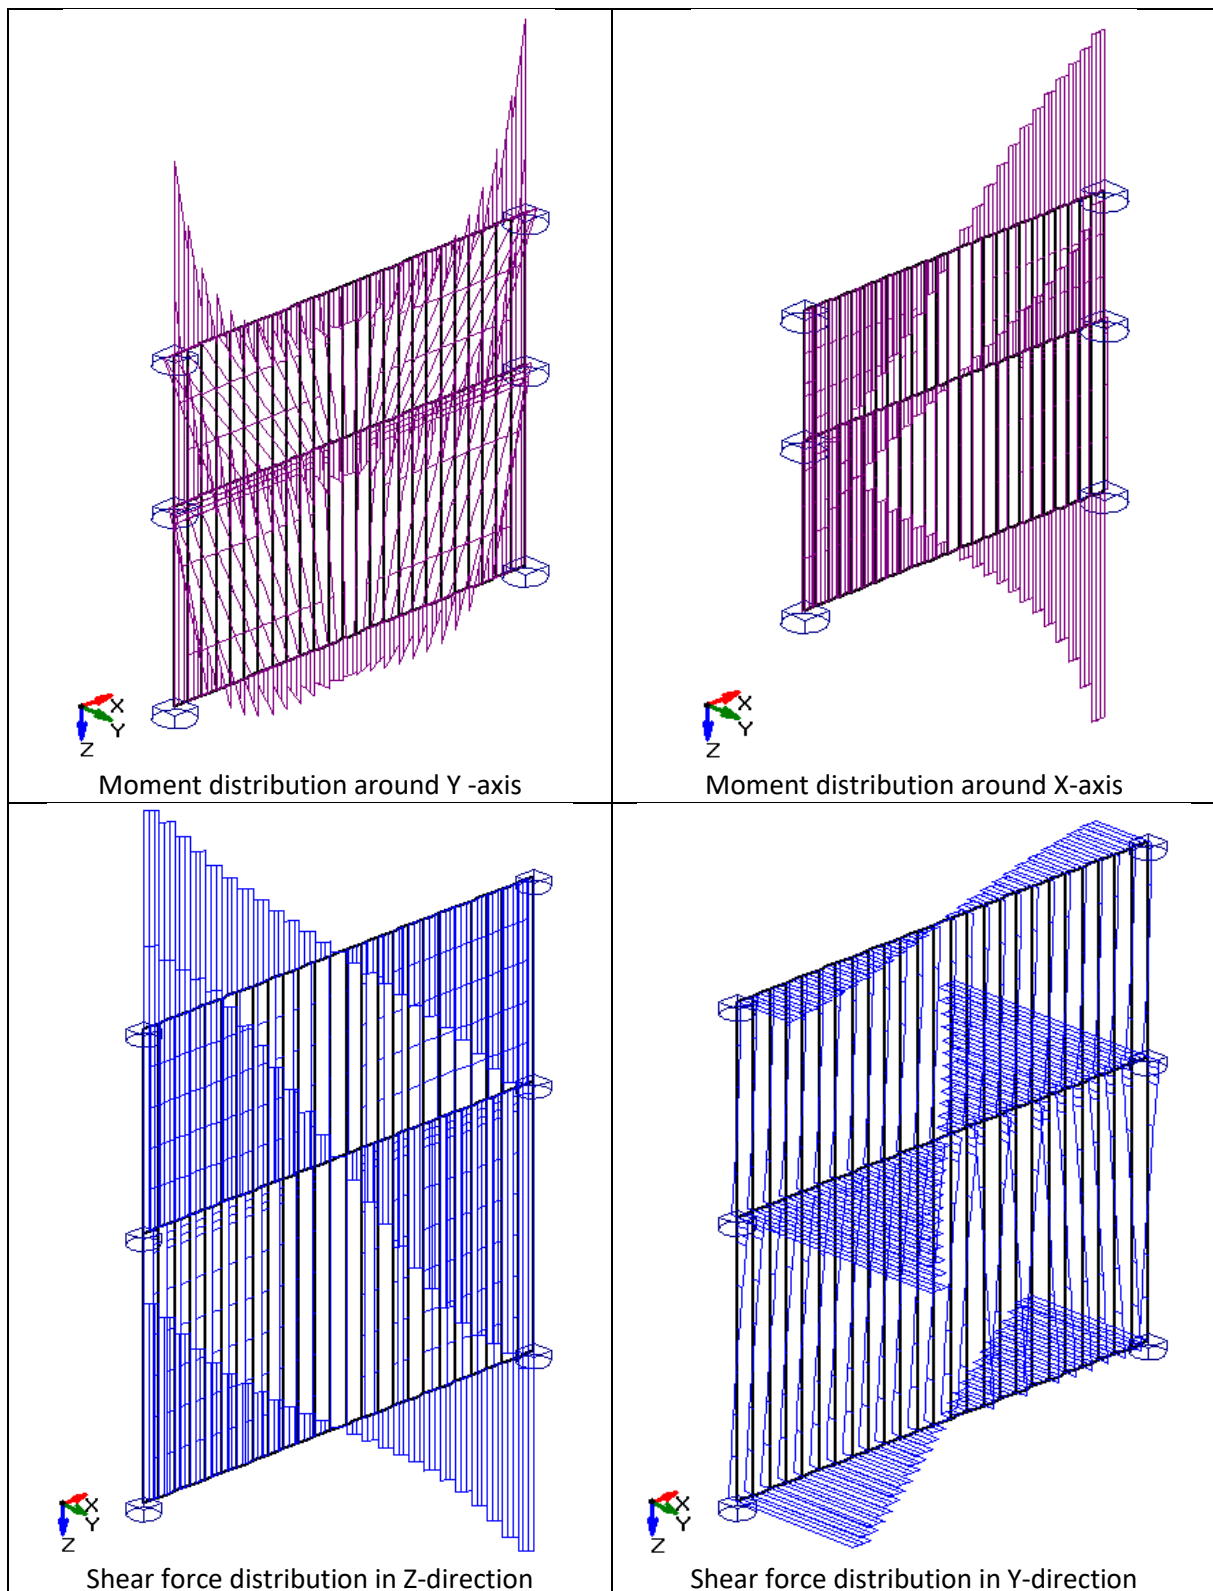 X
Y
Z
Moment distribution around Y -axis
X
Y
Z
Moment distribution around X-axis
X
Y
Z
Shear force distribution in Z-direction
X
Y
Z
Shear force distribution in Y-direction